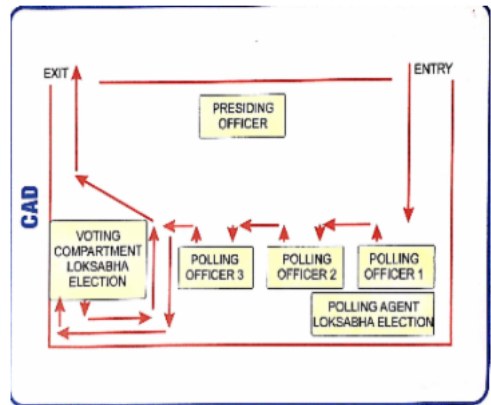 EXIT
ENTRY
PRESIDING
OFFICER
CAD
VOTING
COMPARTMENT
LOKSABHA
ELECTION
POLLING
OFFICER 3
POLLING
OFFICER 2
POLLING
OFFICER 1
POLLING AGENT
LOKSABHA ELECTION